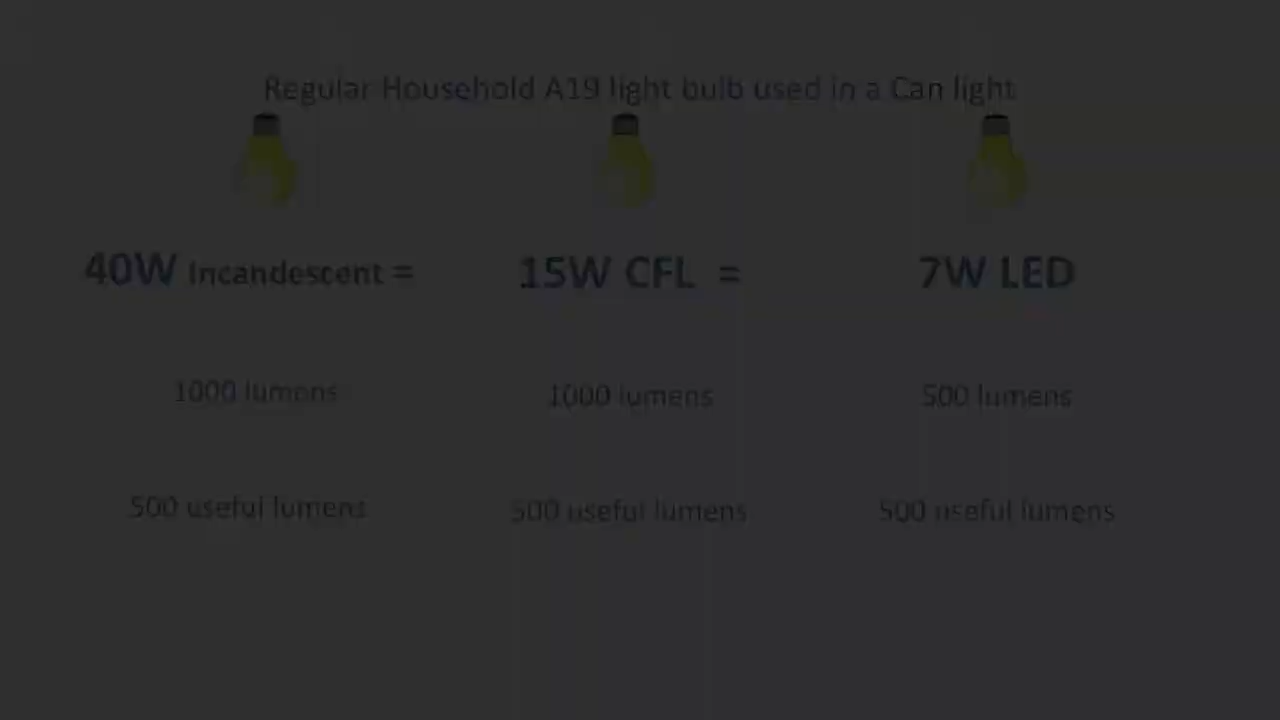 Regular Household A19 light bulb used in a Can light
40W Incandescent = 15W CFL = 7W LED
1000 lumens 1000 lumens 500 lumens
500 useful lumens 500 useful lumens 500 useful lumens